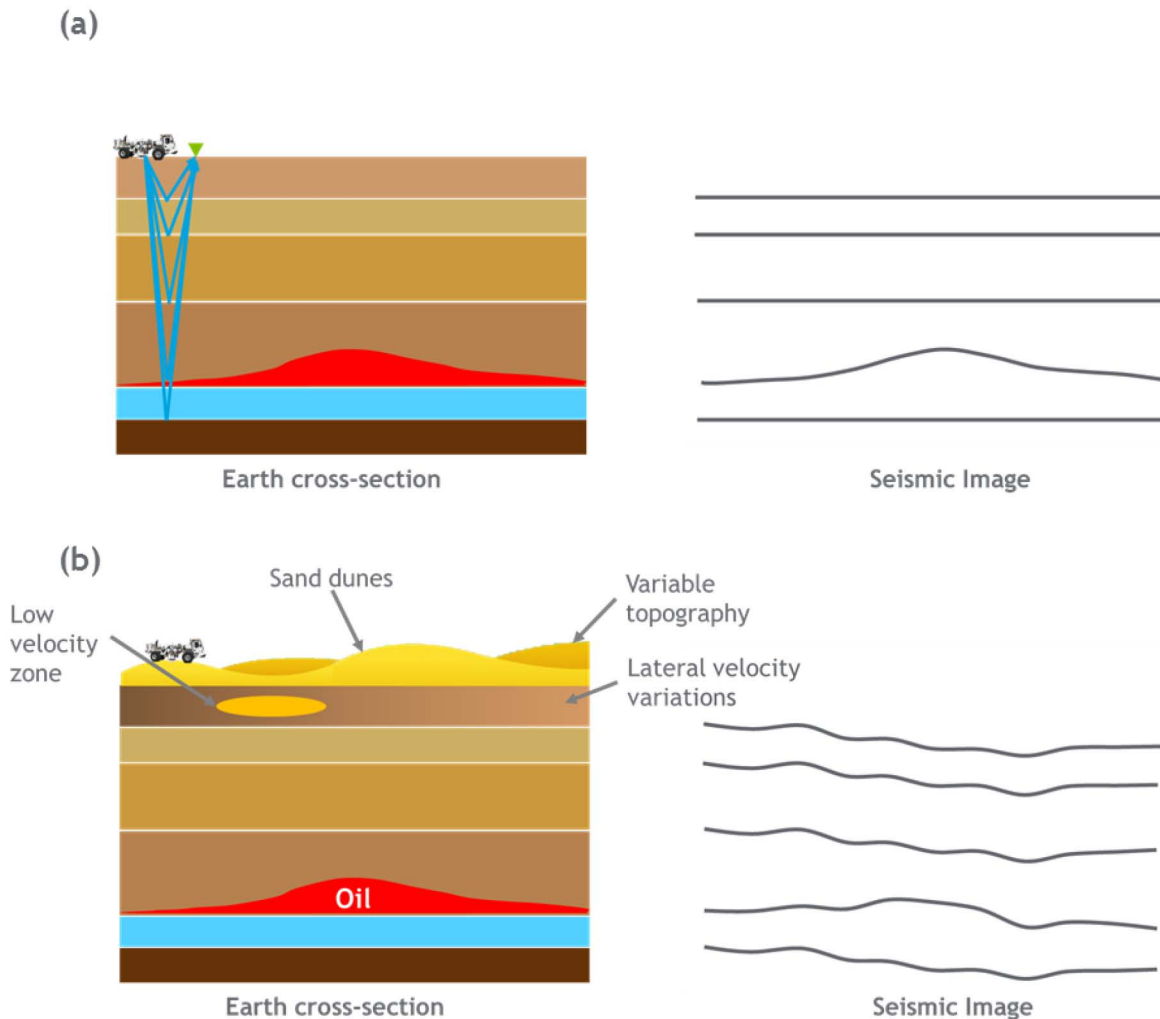 (a)
Earth cross-section
Seismic Image
(b)
Sand dunes
Variable
topography
Low
velocity
zone
Lateral velocity
variations
Oil
Earth cross-section
Seismic Image